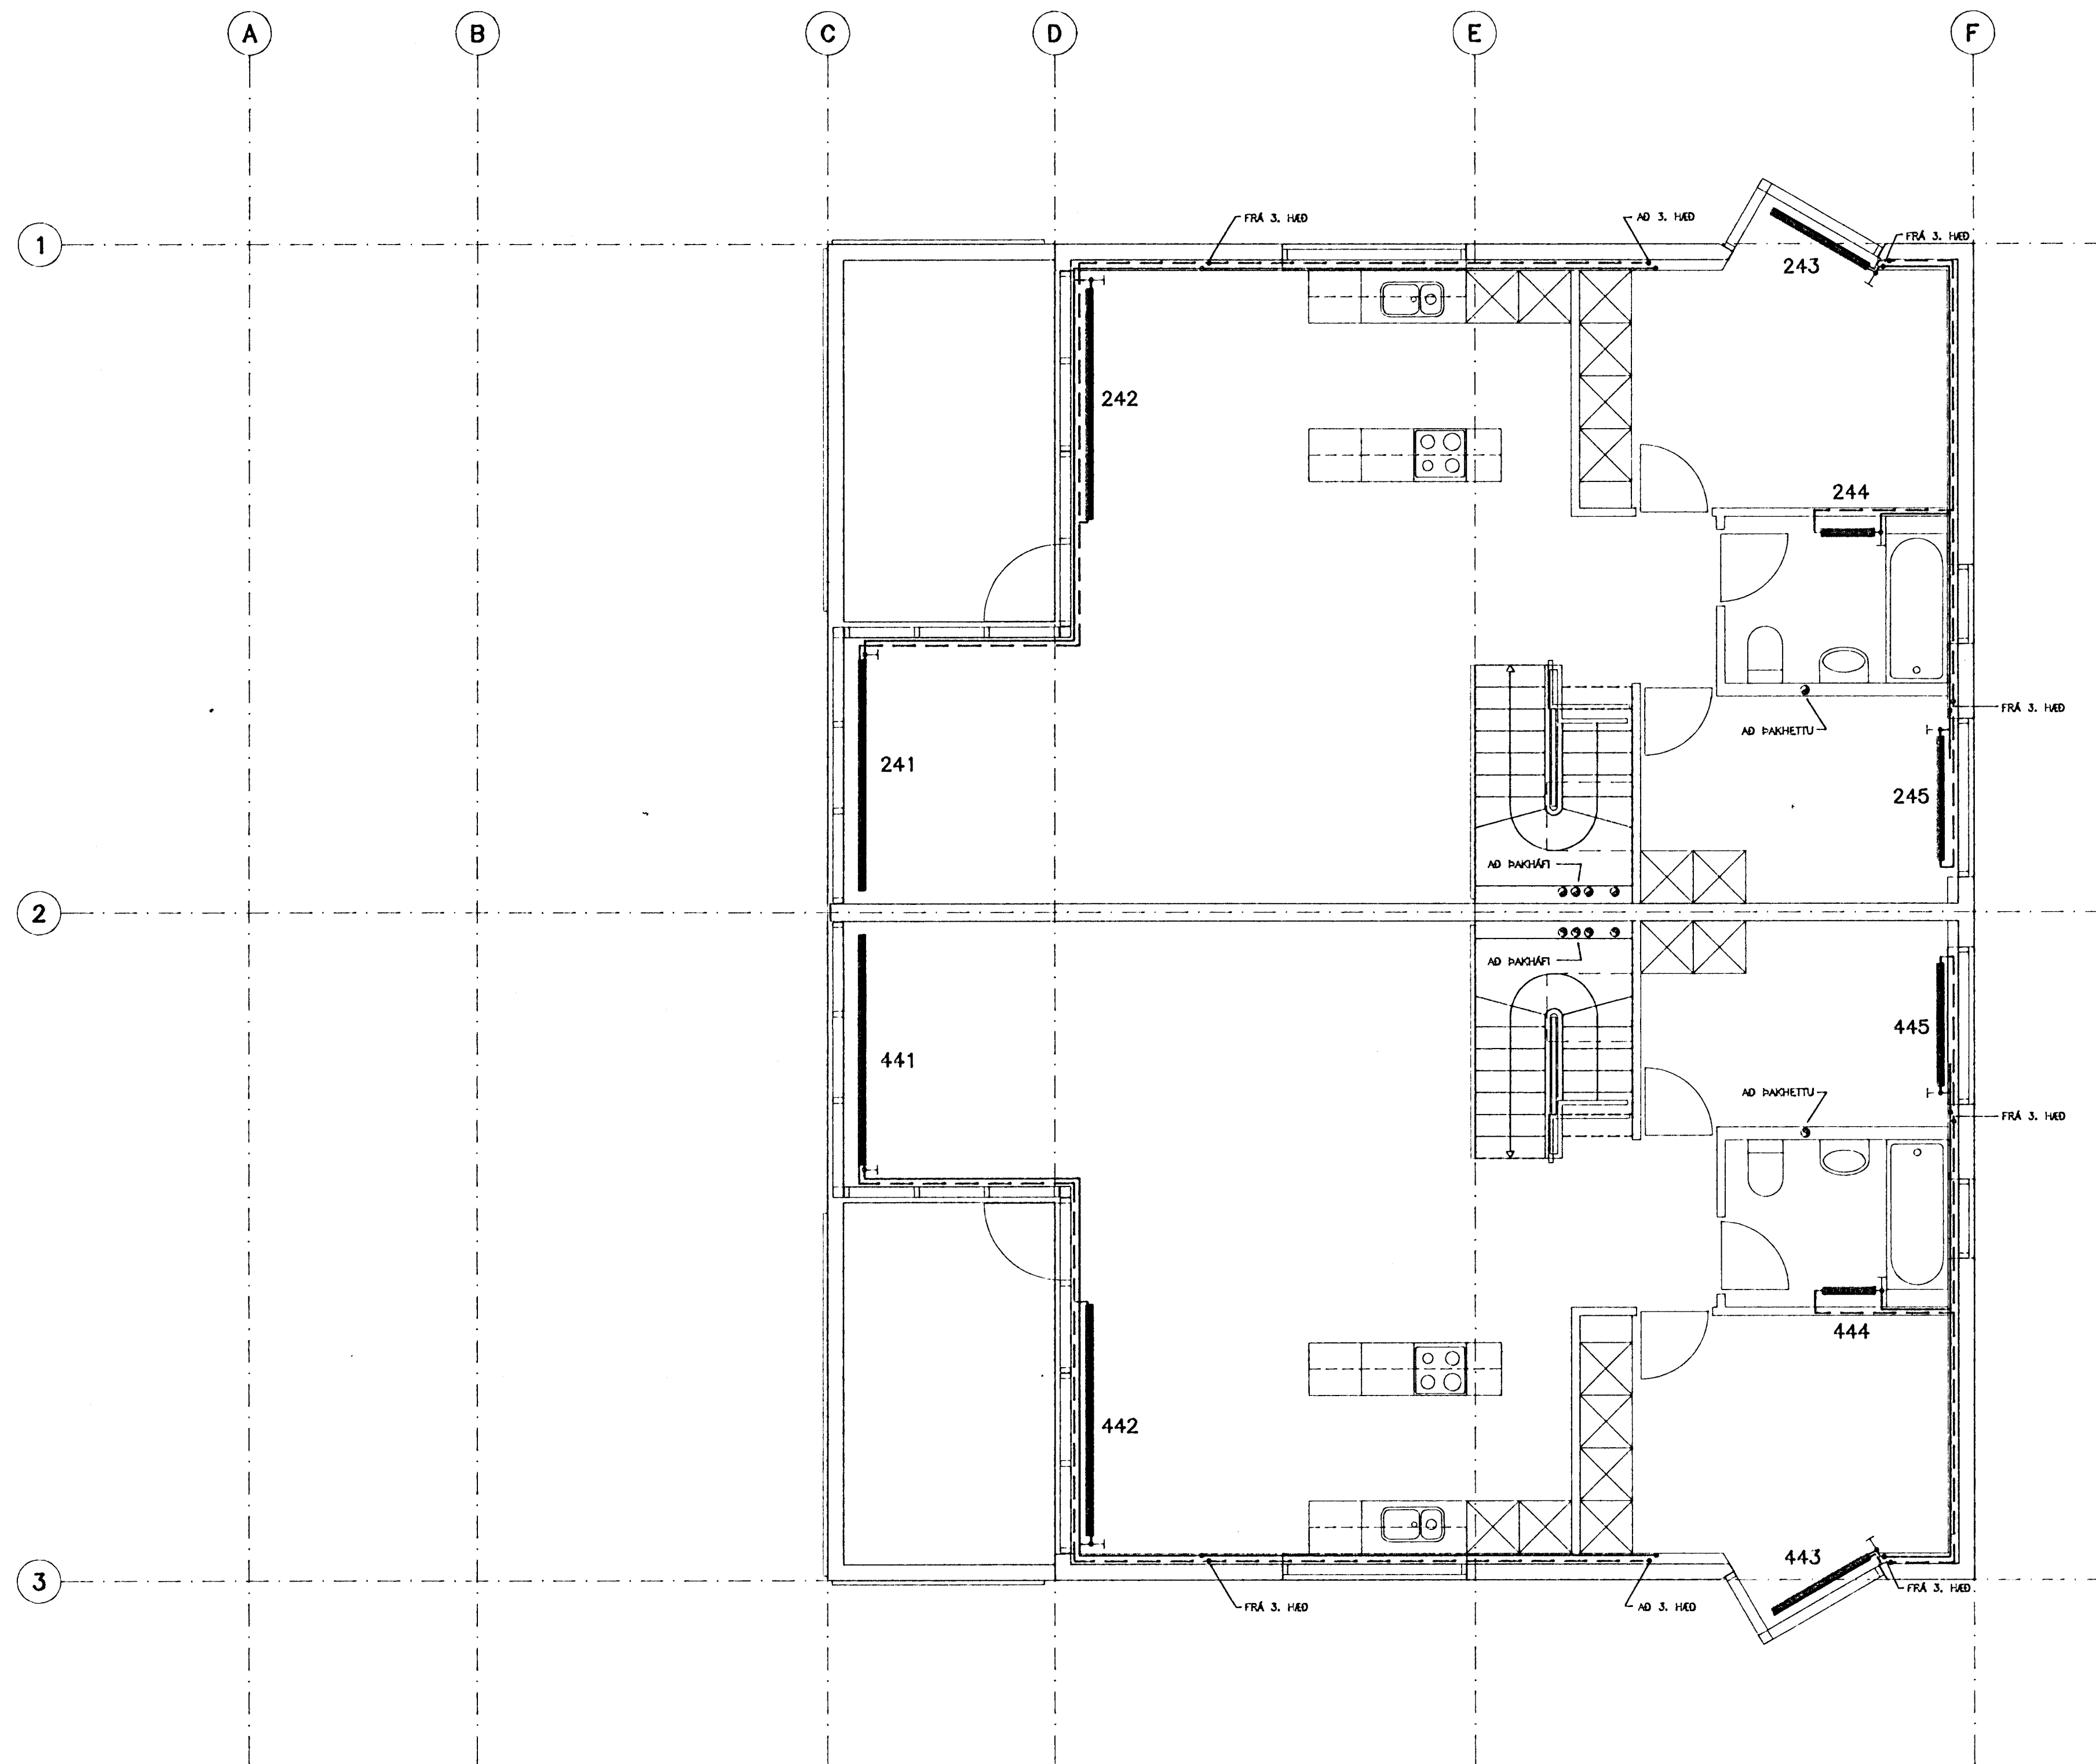 A
B
C
D
E
F
FRÁ 3. HÆÐ
AÐ 3. HÆÐ
1
FRÁ 3. HÆÐ
243
242
244
FRÁ 3. HÆÐ
AÐ ÞAKHETTU
241
245
AÐ ÞAKHÁFI
2
AÐ ÞAKHÁFI
445
441
AÐ ÞAKHETTU
FRÁ 3. HÆÐ
444
442
443
3
FRÁ 3. HÆÐ
FRÁ 3. HÆÐ
AÐ 3. HÆÐ